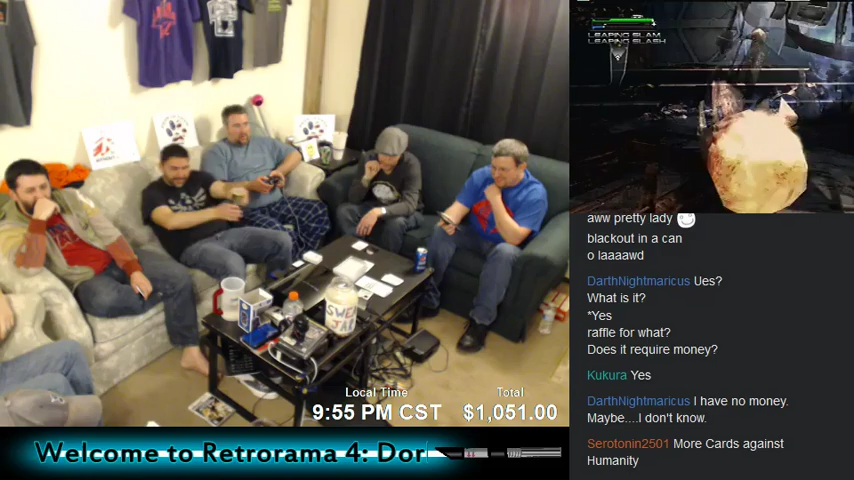 LEAPING SLAM
LEAPING SLASH
aww pretty lady
blackout in a can
o laaaawd
DarthNightmaricus Ues?
What is it?
*Yes
raffle for what?
Does it require money?
Kukura Yes
DarthNightmaricus I have no money.
Maybe....I don't know.
Serotonin2501 More Cards against
Humanity
SWEAR
JAR
Local Time
Total
9:55 PM CST
$1,051.00
Welcome to Retrorama 4: Dor